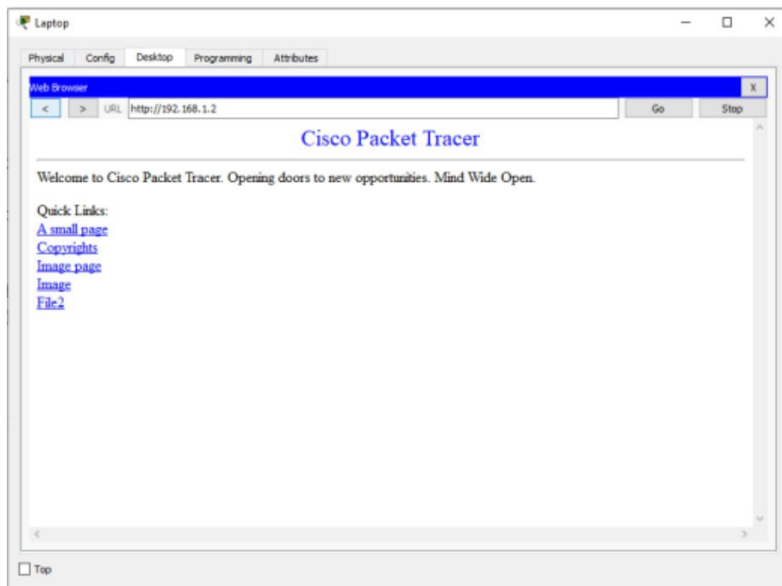 Laptop
Physical Config Desktop Programming Attributes
Web Browser X
< > URL http://192.168.1.2 Go Stop
Cisco Packet Tracer
Welcome to Cisco Packet Tracer. Opening doors to new opportunities. Mind Wide Open.
Quick Links:
A small page
Copyrights
Image page
Image
File2
Top